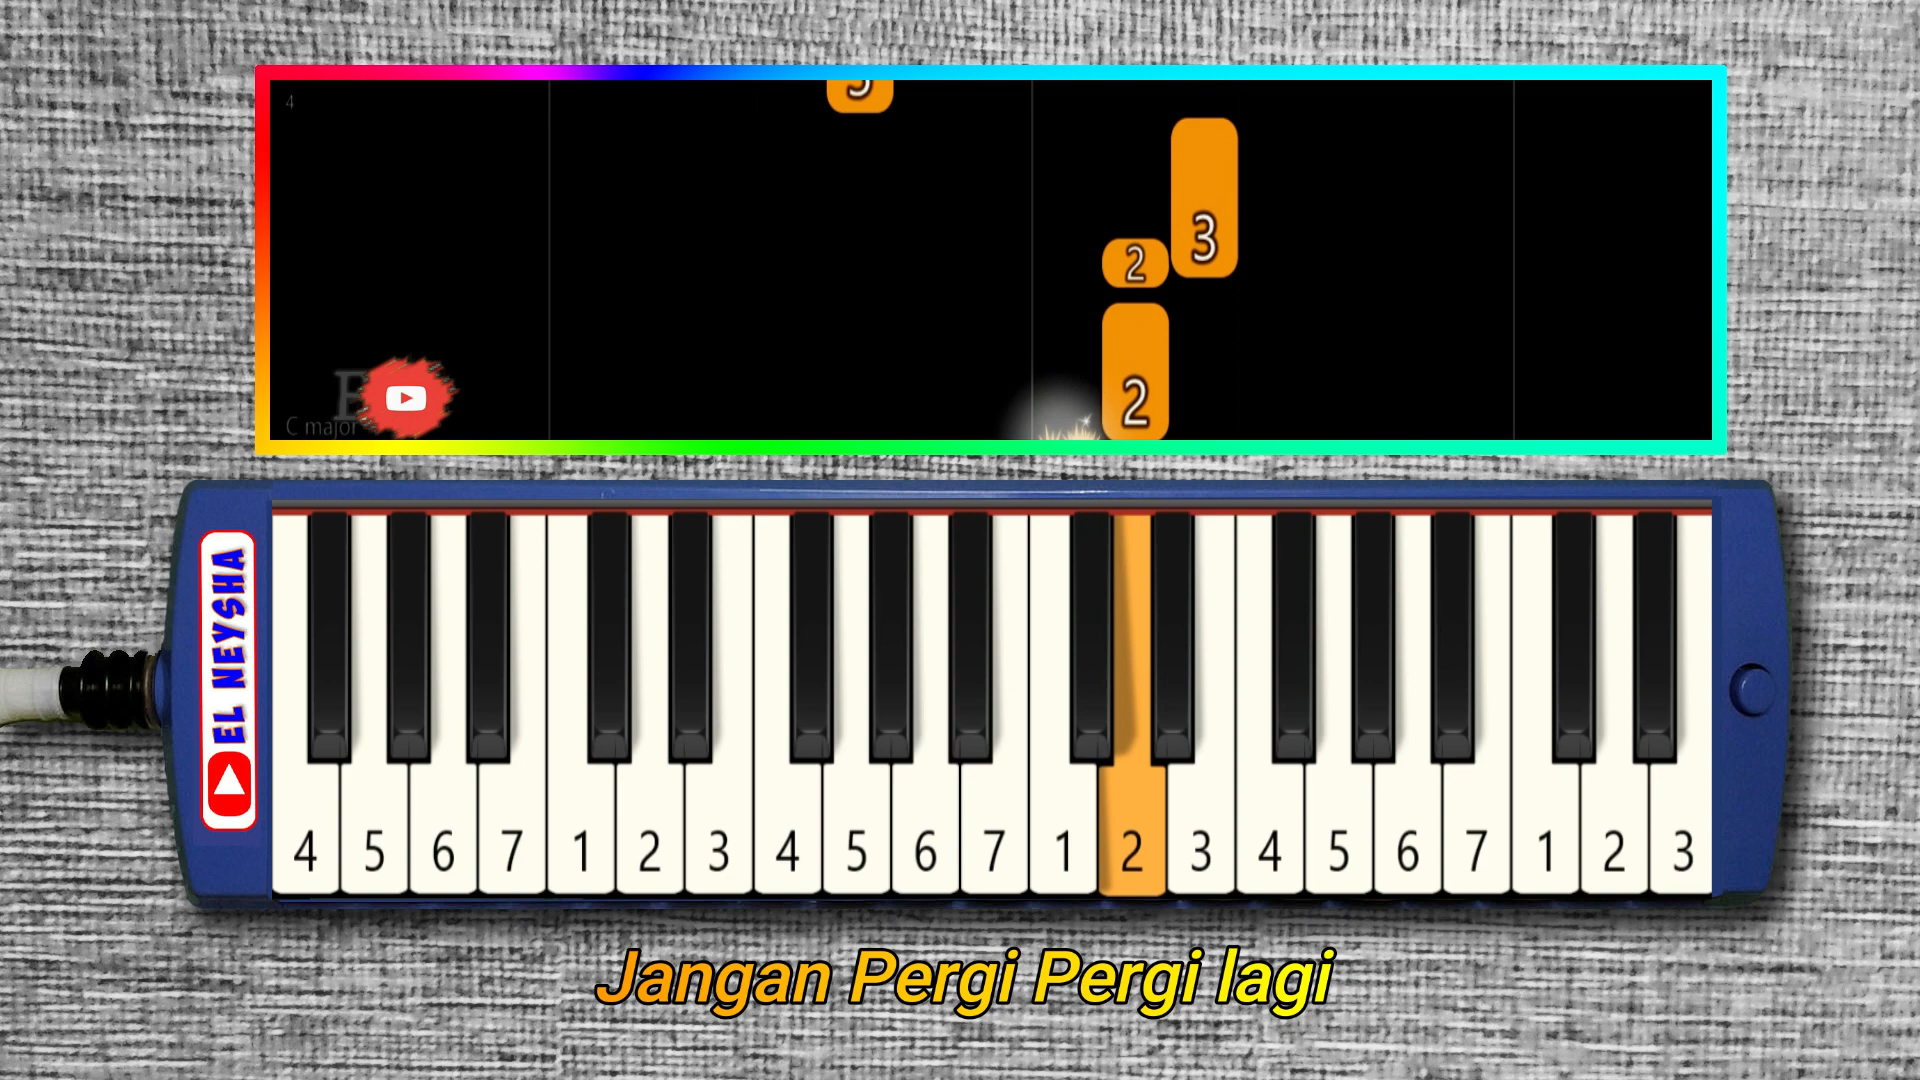 4
3
2
2
C major
EL NEYSHA
4 5 6 7 1 2 3 4 5 6 7 1 2 3 4 5 6 7 1 2 3
Jangan Pergi Pergi lagi